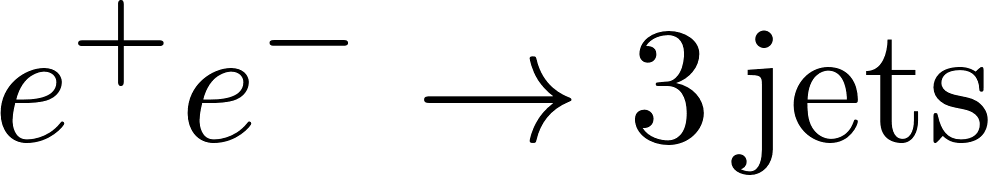 e⁺e⁻ → 3 jets